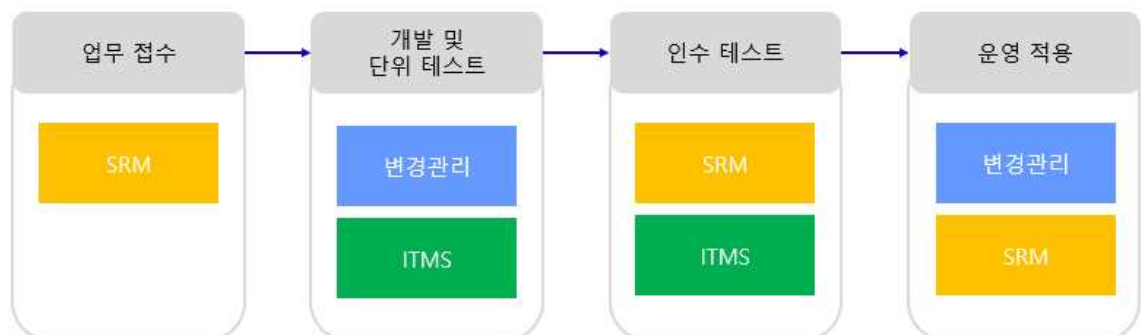 업무 접수
개발 및
단위 테스트
인수 테스트
운영 적용
SRM
변경관리
ITMS
SRM
ITMS
변경관리
SRM